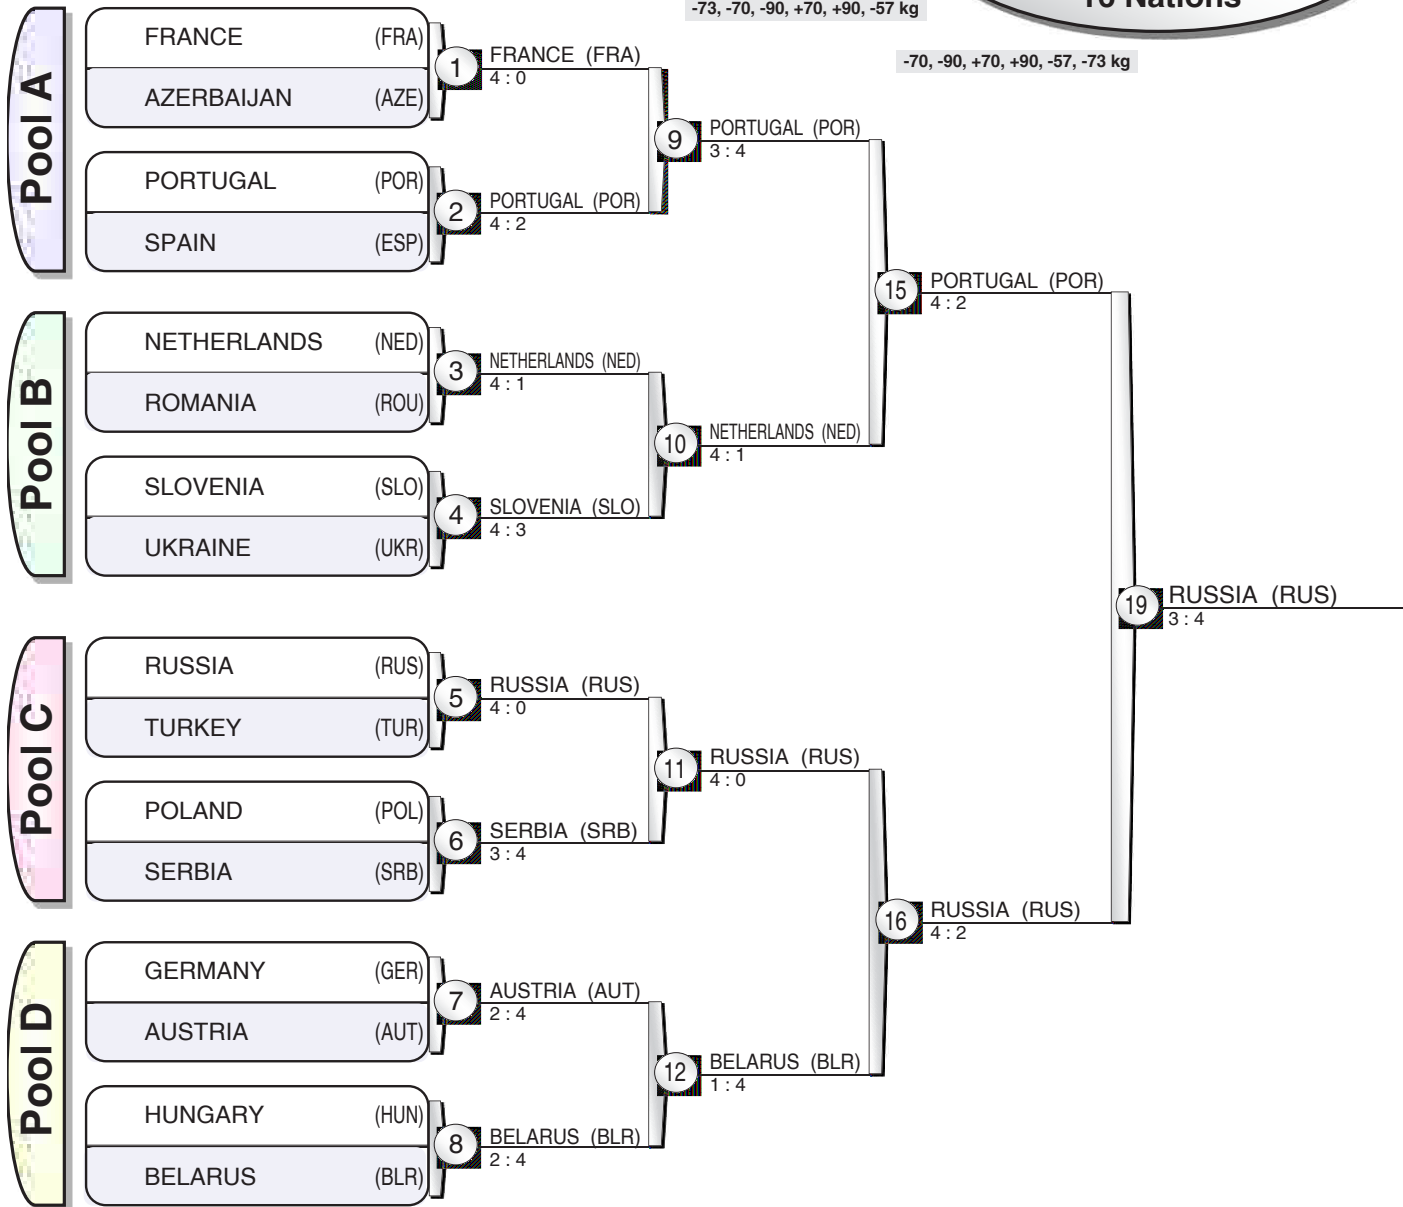 -73, -70, -90, +70, +90, -57 kg
16 Nations
-70, -90, +70, +90, -57, -73 kg
Pool A
FRANCE (FRA)
AZERBAIJAN (AZE)
1 FRANCE (FRA)
4 : 0
PORTUGAL (POR)
SPAIN (ESP)
2 PORTUGAL (POR)
4 : 2
9 PORTUGAL (POR)
3 : 4
Pool B
NETHERLANDS (NED)
ROMANIA (ROU)
3 NETHERLANDS (NED)
4 : 1
SLOVENIA (SLO)
UKRAINE (UKR)
4 SLOVENIA (SLO)
4 : 3
10 NETHERLANDS (NED)
4 : 1
15 PORTUGAL (POR)
4 : 2
Pool C
RUSSIA (RUS)
TURKEY (TUR)
5 RUSSIA (RUS)
4 : 0
POLAND (POL)
SERBIA (SRB)
6 SERBIA (SRB)
3 : 4
11 RUSSIA (RUS)
4 : 0
Pool D
GERMANY (GER)
AUSTRIA (AUT)
7 AUSTRIA (AUT)
2 : 4
HUNGARY (HUN)
BELARUS (BLR)
8 BELARUS (BLR)
2 : 4
12 BELARUS (BLR)
1 : 4
16 RUSSIA (RUS)
4 : 2
19 RUSSIA (RUS)
3 : 4